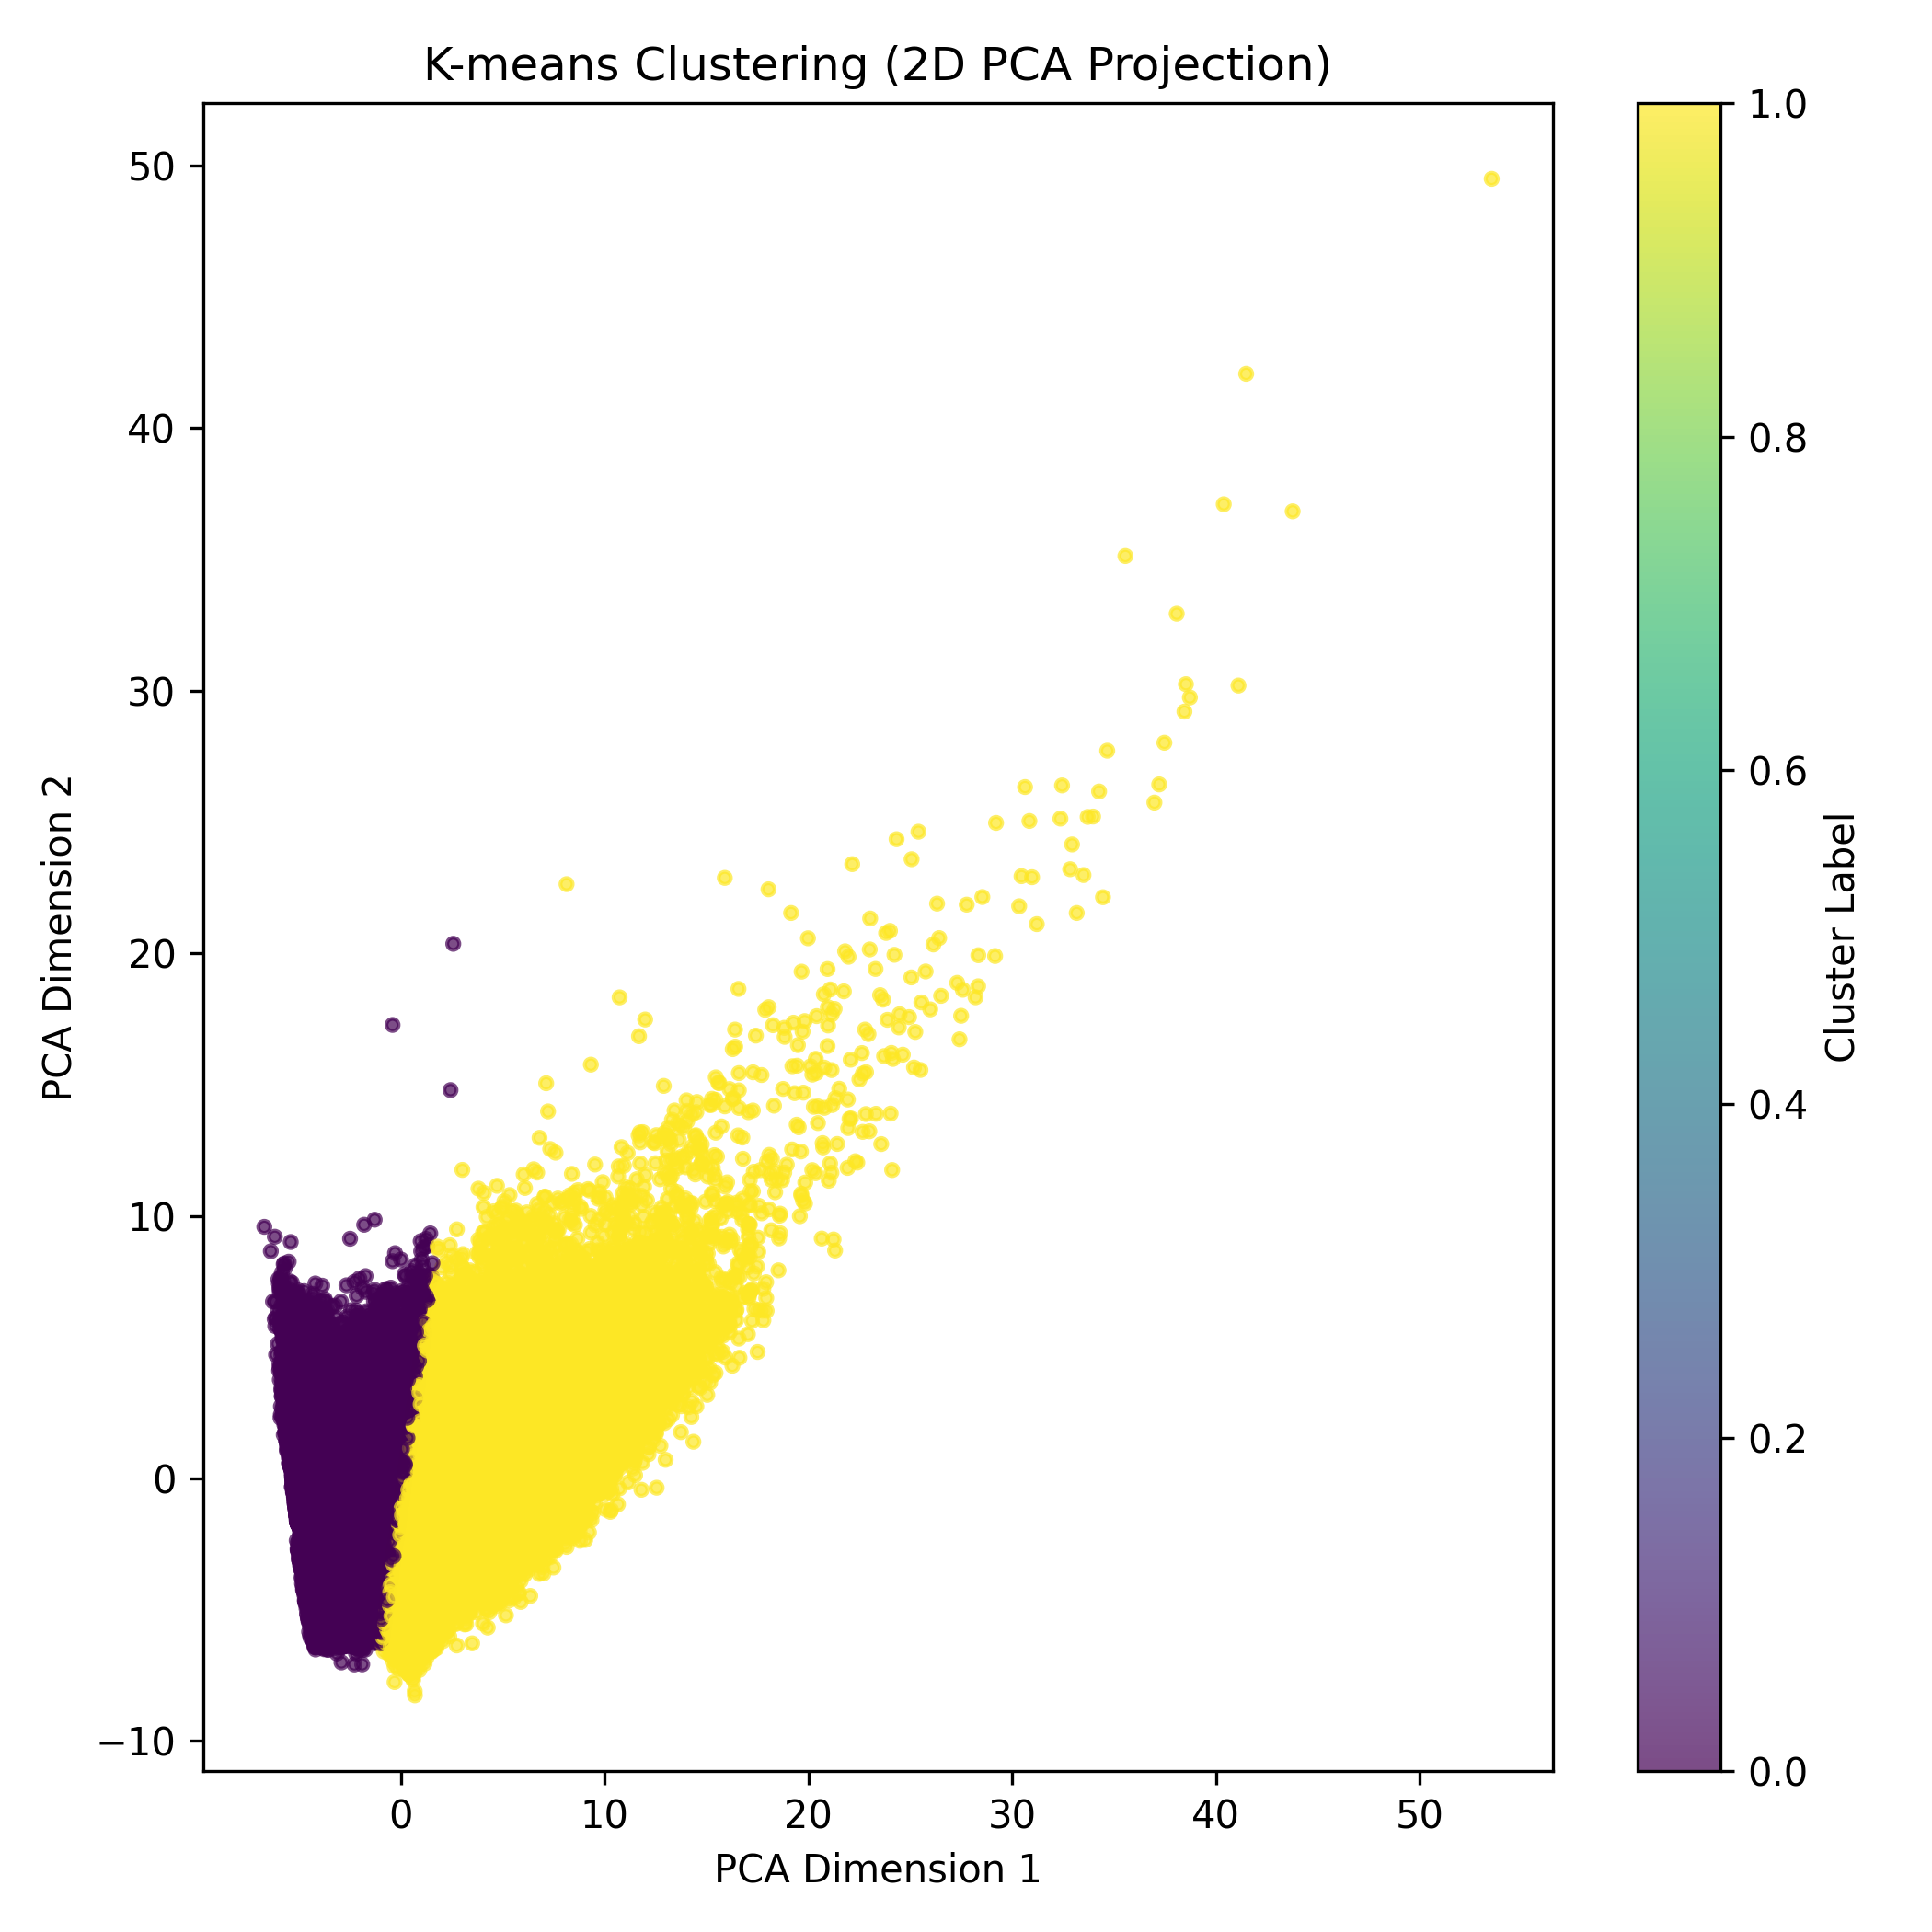 K-means Clustering (2D PCA Projection)
PCA Dimension 2
50
40
30
20
10
0
−10
0 10 20 30 40 50
PCA Dimension 1
1.0
0.8
0.6
0.4
0.2
0.0
Cluster Label